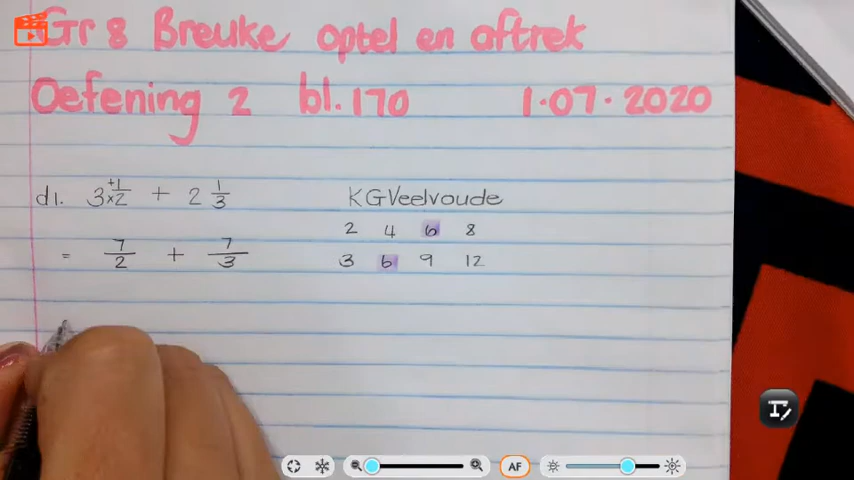 Gr 8 Breuke optel en aftrek
Oefening 2 bl. 170 1.07.2020
d1. 3 +1/×2 + 2 1/3
KGVeelvoude
2 4 6 8
= 7/2 + 7/3
3 6 9 12
AF